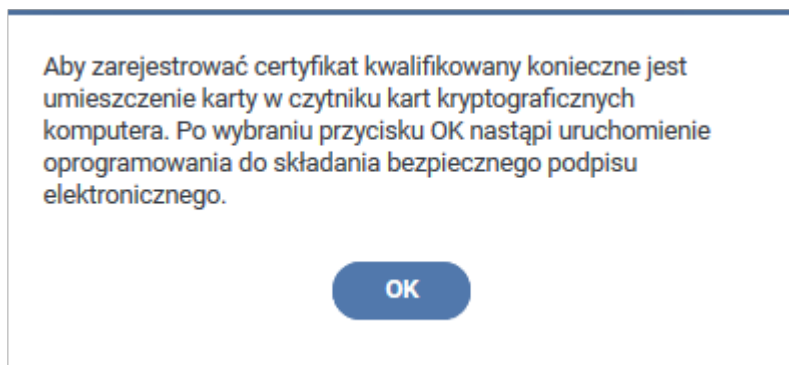 Aby zarejestrować certyfikat kwalifikowany konieczne jest
umieszczenie karty w czytniku kart kryptograficznych
komputera. Po wybraniu przycisku OK nastąpi uruchomienie
oprogramowania do składania bezpiecznego podpisu
elektronicznego.
OK